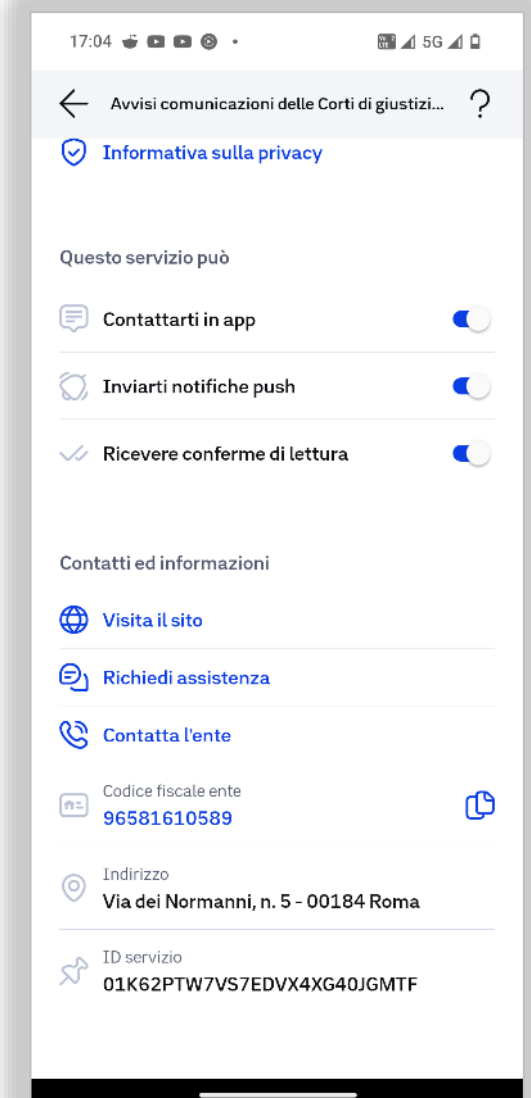 17:04
5G
Avvisi comunicazioni delle Corti di giustizi...
?
Informativa sulla privacy
Questo servizio può
Contattarti in app
Inviarti notifiche push
Ricevere conferme di lettura
Contatti ed informazioni
Visita il sito
Richiedi assistenza
Contatta l'ente
Codice fiscale ente
96581610589
Indirizzo
Via dei Normanni, n. 5 - 00184 Roma
ID servizio
01K62PTW7VS7EDVX4XG40JGMTF